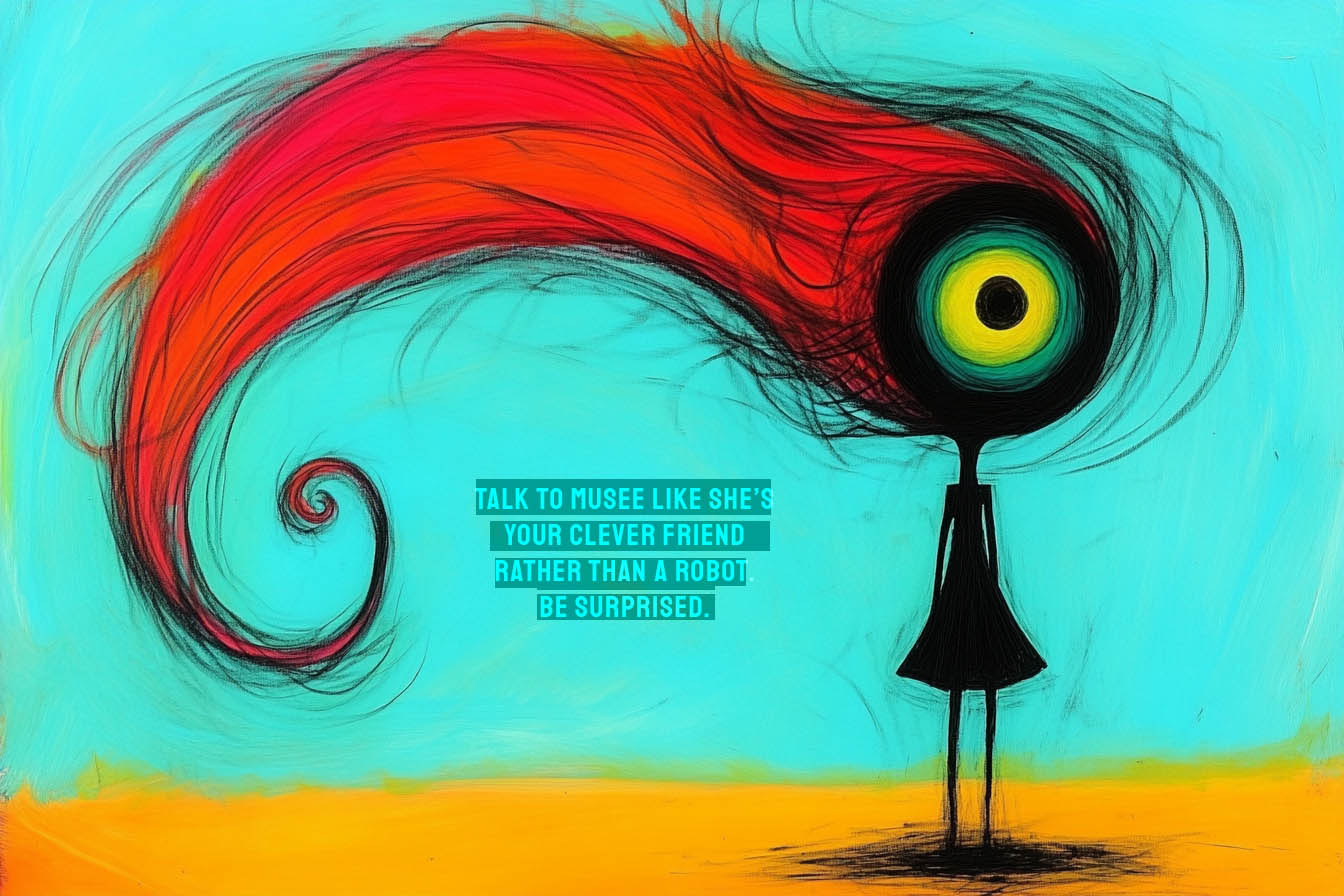 TALK TO MUSEE LIKE SHE'S
YOUR CLEVER FRIEND
RATHER THAN A ROBOT.
BE SURPRISED.